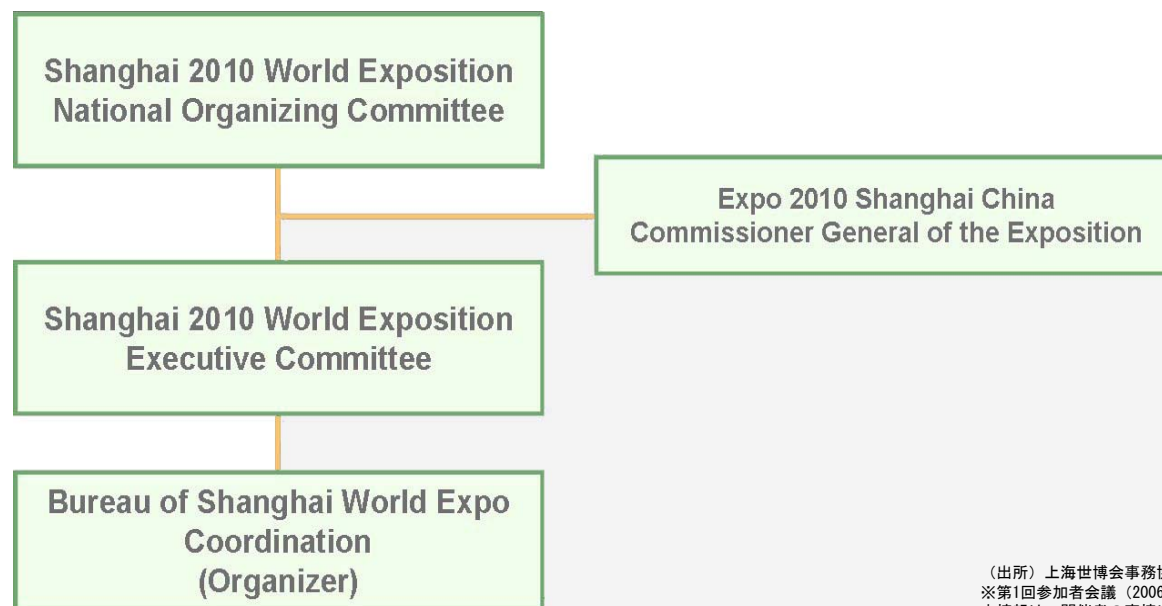 Shanghai 2010 World Exposition
National Organizing Committee
Expo 2010 Shanghai China
Commissioner General of the Exposition
Shanghai 2010 World Exposition
Executive Committee
Bureau of Shanghai World Expo
Coordination
(Organizer)
（出所）上海世博会事務協
※第1回参加者会議（2006